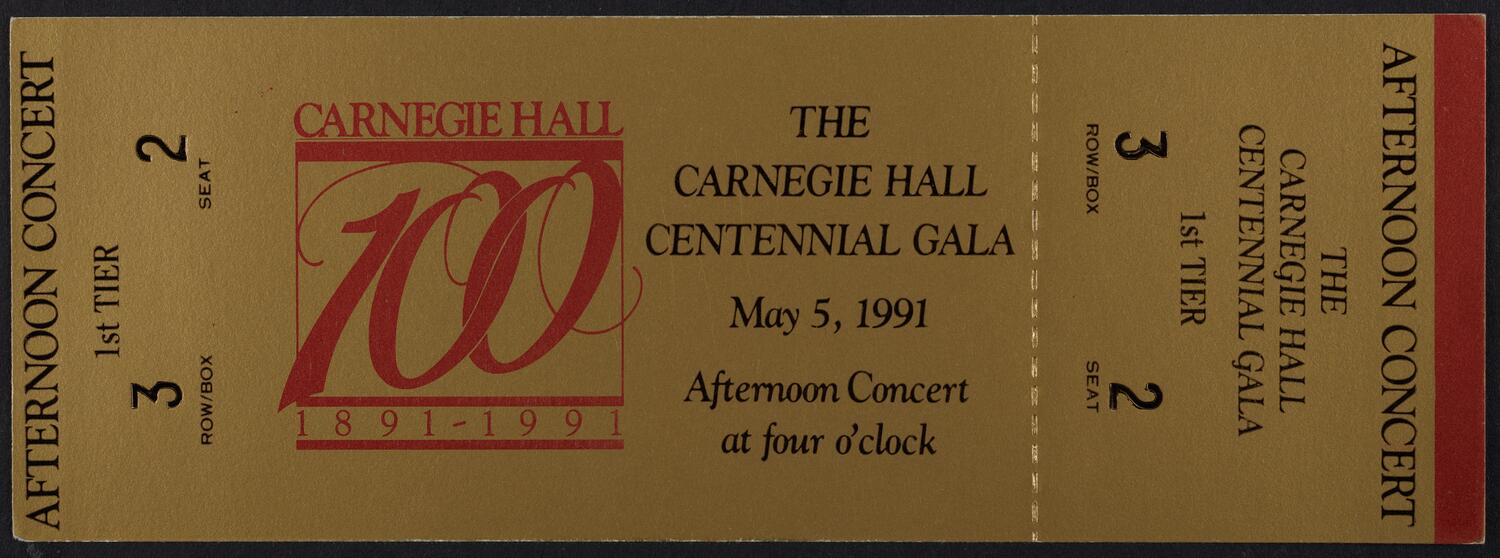 AFTERNOON CONCERT
1st TIER
3
ROW/BOX
2
SEAT
CARNEGIE HALL
100
1891-1991
THE
CARNEGIE HALL
CENTENNIAL GALA
May 5, 1991
Afternoon Concert
at four o'clock
AFTERNOON CONCERT
THE
CARNEGIE HALL
CENTENNIAL GALA
1st TIER
3
ROW/BOX
2
SEAT